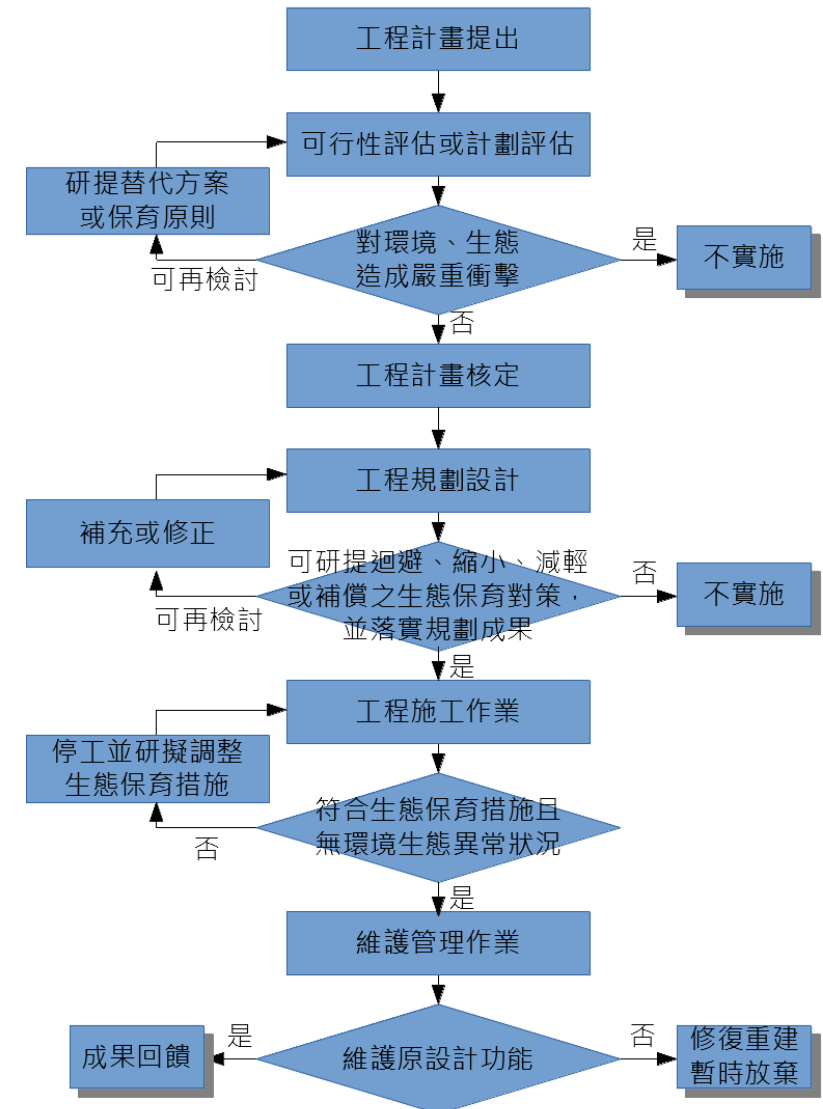 工程計畫提出
可行性評估或計劃評估
研提替代方案
或保育原則
對環境、生態
造成嚴重衝擊
是
不實施
可再檢討
否
工程計畫核定
工程規劃設計
補充或修正
可研提迴避、縮小、減輕
或補償之生態保育對策，
並落實規劃成果
否
不實施
可再檢討
是
工程施工作業
停工並研擬調整
生態保育措施
符合生態保育措施且
無環境生態異常狀況
否
是
維護管理作業
成果回饋
是
維護原設計功能
否
修復重建
暫時放棄